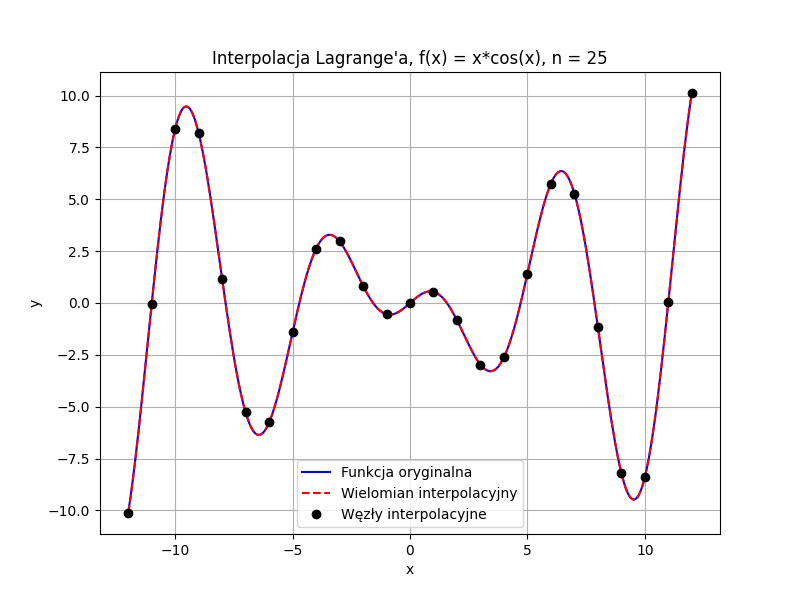 Interpolacja Lagrange'a, f(x) = x*cos(x), n = 25
10.0
7.5
5.0
2.5
0.0
−2.5
−5.0
−7.5
−10.0
y
Funkcja oryginalna
Wielomian interpolacyjny
Węzły interpolacyjne
−10 −5 0 5 10
x